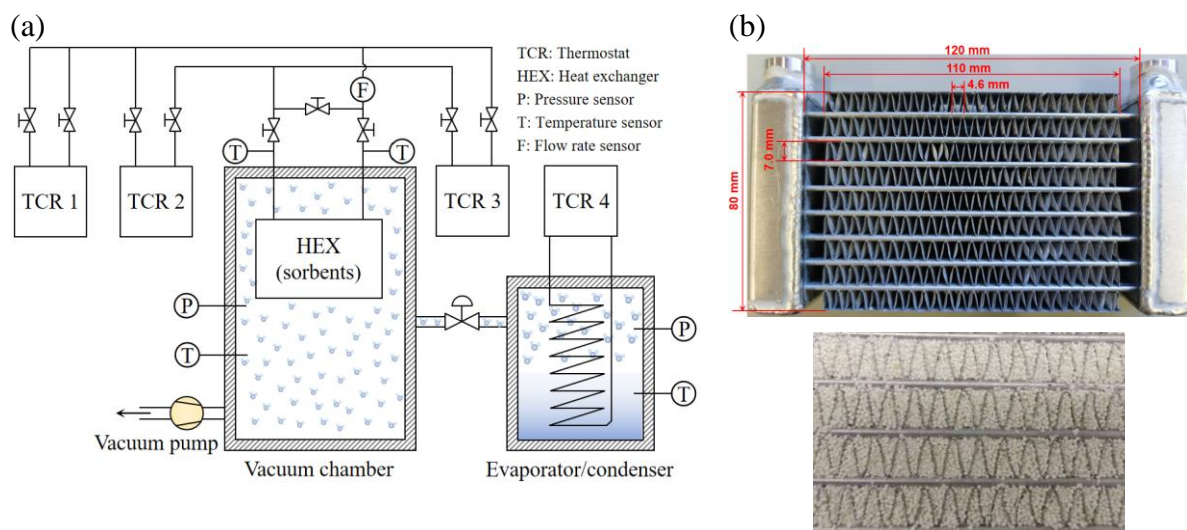 (a)
TCR: Thermostat
HEX: Heat exchanger
P: Pressure sensor
T: Temperature sensor
F: Flow rate sensor
F
T
T
TCR 1
TCR 2
TCR 3
TCR 4
HEX
(sorbents)
P
T
P
T
Vacuum pump
Vacuum chamber
Evaporator/condenser
(b)
120 mm
110 mm
4.6 mm
7.0 mm
80 mm